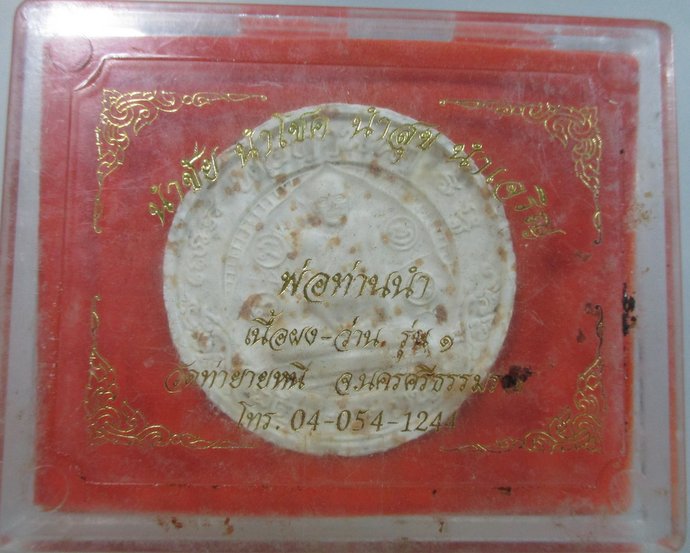 นำชัย นำโชค นำสุข นำเจริญ
พ่อท่านนำ
เนื้อผง-ว่าน รุ่น ๑
วัดท่ายายหนี จ.นครศรีธรรมราช
โทร. 04-054-1244